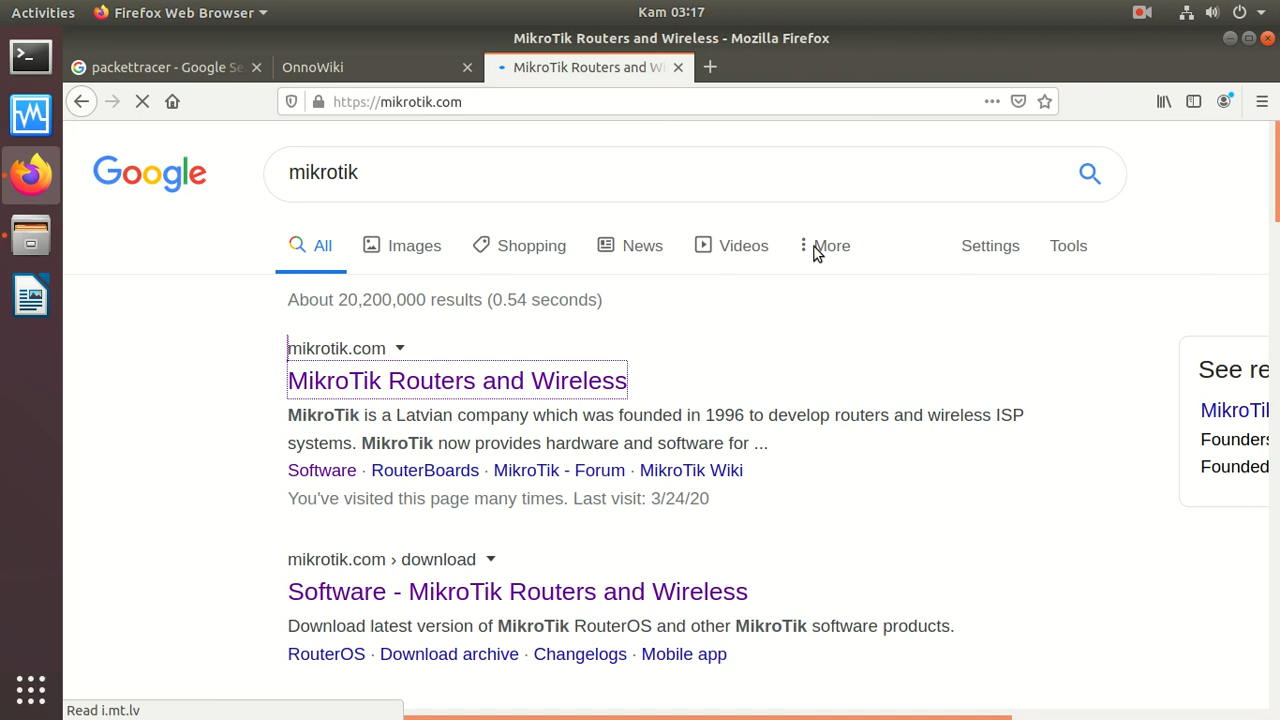 Activities Firefox Web Browser Kam 03:17
MikroTik Routers and Wireless - Mozilla Firefox
packettracer - Google Se OnnoWiki MikroTik Routers and Wi
https://mikrotik.com
Google mikrotik
All Images Shopping News Videos More Settings Tools
About 20,200,000 results (0.54 seconds)
mikrotik.com
MikroTik Routers and Wireless
MikroTik is a Latvian company which was founded in 1996 to develop routers and wireless ISP
systems. MikroTik now provides hardware and software for ...
Software · RouterBoards · MikroTik - Forum · MikroTik Wiki
You've visited this page many times. Last visit: 3/24/20
See re
MikroTi
Founders
Founded
mikrotik.com › download
Software - MikroTik Routers and Wireless
Download latest version of MikroTik RouterOS and other MikroTik software products.
RouterOS · Download archive · Changelogs · Mobile app
Read i.mt.lv